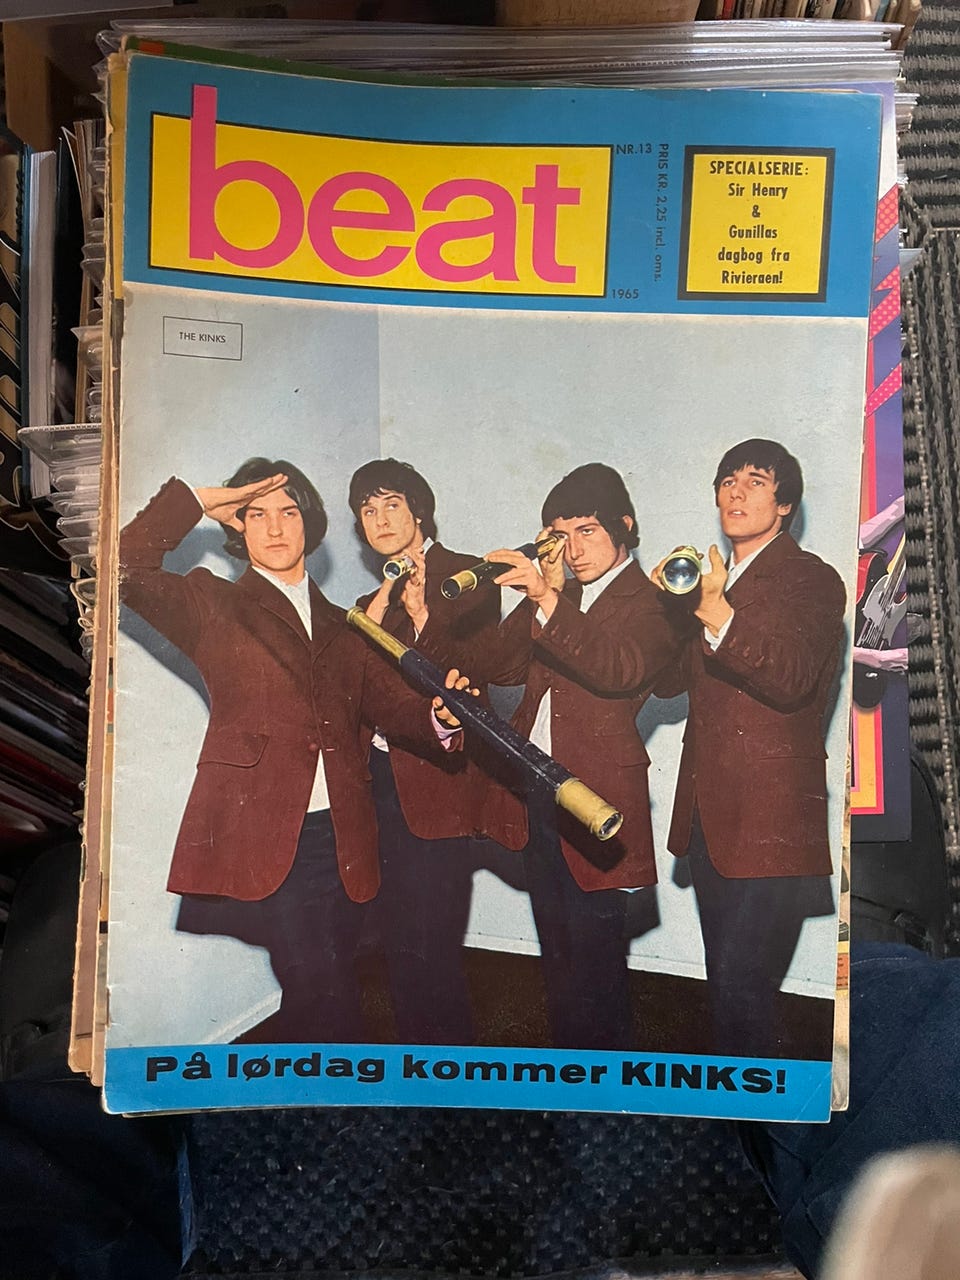 beat
NR.13
PRIS KR. 2,25 incl. oms.
1965
SPECIALSERIE:
Sir Henry
&
Gunillas
dagbog fra
Rivieraen!
THE KINKS
På lørdag kommer KINKS!